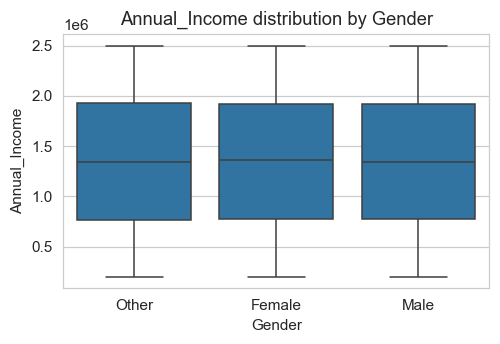 Annual_Income distribution by Gender
1e6
2.5
2.0
1.5
1.0
0.5
Annual_Income
Other Female Male
Gender